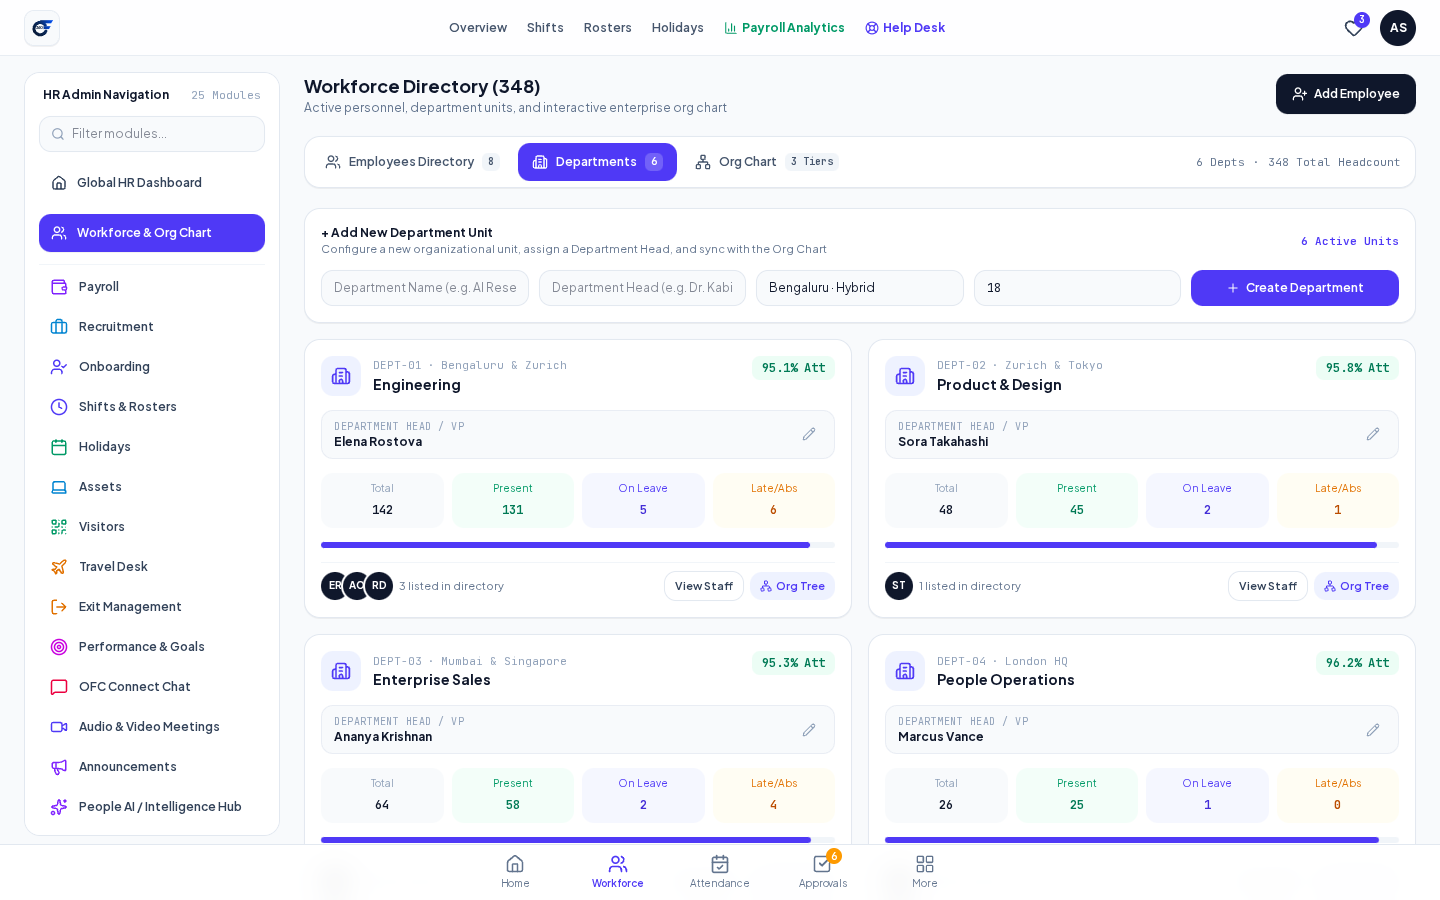 Overview
Shifts
Rosters
Holidays
Payroll Analytics
Help Desk
3
AS
HR Admin Navigation
25 Modules
Filter modules...
Global HR Dashboard
Workforce & Org Chart
Payroll
Recruitment
Onboarding
Shifts & Rosters
Holidays
Assets
Visitors
Travel Desk
Exit Management
Performance & Goals
OFC Connect Chat
Audio & Video Meetings
Announcements
People AI / Intelligence Hub
Workforce Directory (348)
Active personnel, department units, and interactive enterprise org chart
Add Employee
Employees Directory 8
Departments 6
Org Chart 3 Tiers
6 Depts · 348 Total Headcount
+ Add New Department Unit
Configure a new organizational unit, assign a Department Head, and sync with the Org Chart
6 Active Units
Department Name (e.g. AI Rese
Department Head (e.g. Dr. Kabi
Bengaluru · Hybrid
18
Create Department
DEPT-01 · Bengaluru & Zurich
Engineering
95.1% Att
DEPARTMENT HEAD / VP
Elena Rostova
Total
142
Present
131
On Leave
5
Late/Abs
6
ER
AO
RD
3 listed in directory
View Staff
Org Tree
DEPT-02 · Zurich & Tokyo
Product & Design
95.8% Att
DEPARTMENT HEAD / VP
Sora Takahashi
Total
48
Present
45
On Leave
2
Late/Abs
1
ST
1 listed in directory
View Staff
Org Tree
DEPT-03 · Mumbai & Singapore
Enterprise Sales
95.3% Att
DEPARTMENT HEAD / VP
Ananya Krishnan
Total
64
Present
58
On Leave
2
Late/Abs
4
DEPT-04 · London HQ
People Operations
96.2% Att
DEPARTMENT HEAD / VP
Marcus Vance
Total
26
Present
25
On Leave
1
Late/Abs
0
Home
Workforce
Attendance
6
Approvals
More